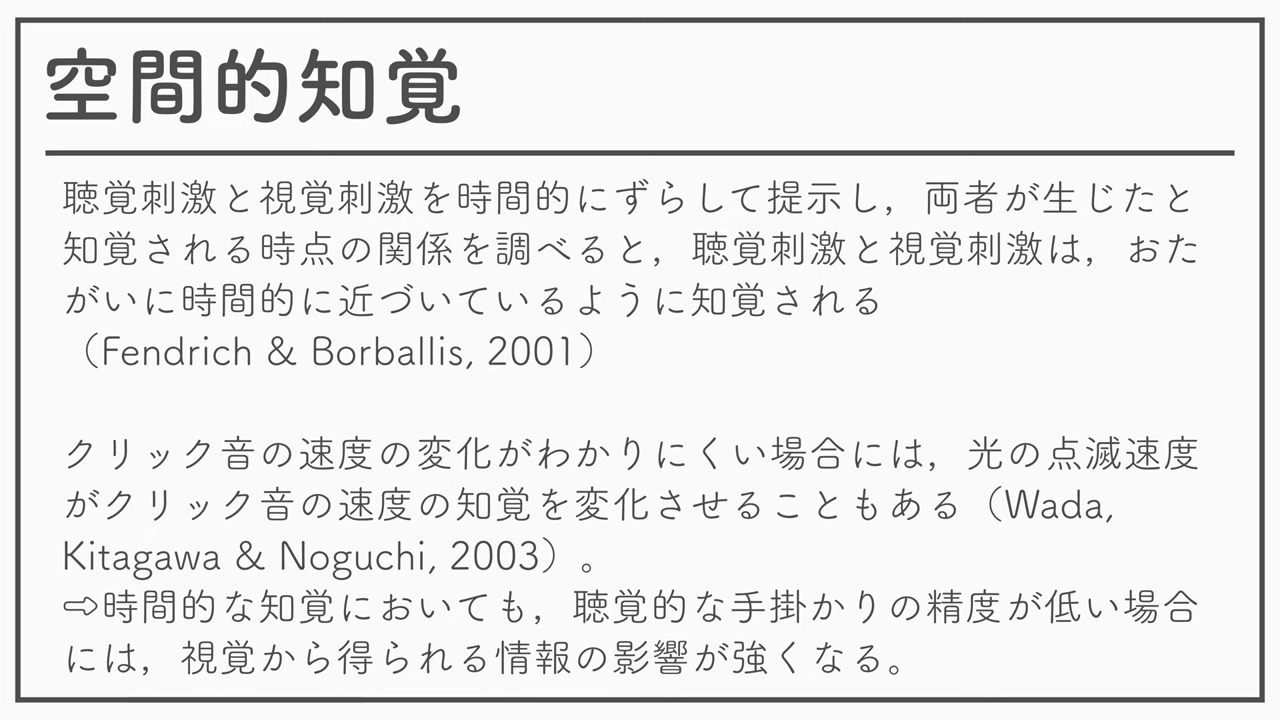 空間的知覚
聴覚刺激と視覚刺激を時間的にずらして提示し，両者が生じたと
知覚される時点の関係を調べると，聴覚刺激と視覚刺激は，おた
がいに時間的に近づいているように知覚される
（Fendrich & Borballis, 2001）
クリック音の速度の変化がわかりにくい場合には，光の点滅速度
がクリック音の速度の知覚を変化させることもある（Wada,
Kitagawa & Noguchi, 2003）。
⇨時間的な知覚においても，聴覚的な手掛かりの精度が低い場合
には，視覚から得られる情報の影響が強くなる。